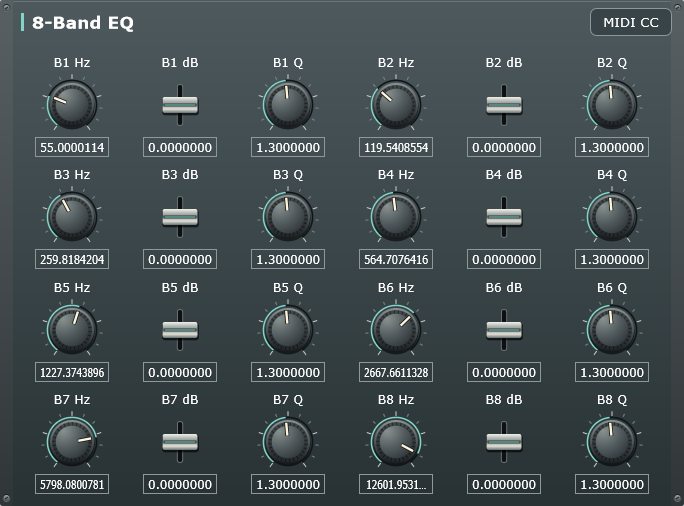 8-Band EQ MIDI CC
B1 Hz B1 dB B1 Q B2 Hz B2 dB B2 Q
55.0000114 0.0000000 1.3000000 119.5408554 0.0000000 1.3000000
B3 Hz B3 dB B3 Q B4 Hz B4 dB B4 Q
259.8184204 0.0000000 1.3000000 564.7076416 0.0000000 1.3000000
B5 Hz B5 dB B5 Q B6 Hz B6 dB B6 Q
1227.3743896 0.0000000 1.3000000 2667.6611328 0.0000000 1.3000000
B7 Hz B7 dB B7 Q B8 Hz B8 dB B8 Q
5798.0800781 0.0000000 1.3000000 12601.9531... 0.0000000 1.3000000